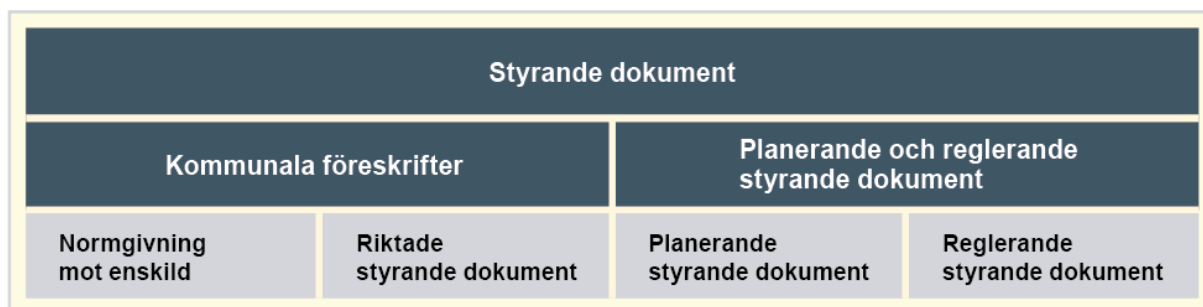 Styrande dokument
Kommunala föreskrifter
Planerande och reglerande
styrande dokument
Normgivning
mot enskild
Riktade
styrande dokument
Planerande
styrande dokument
Reglerande
styrande dokument